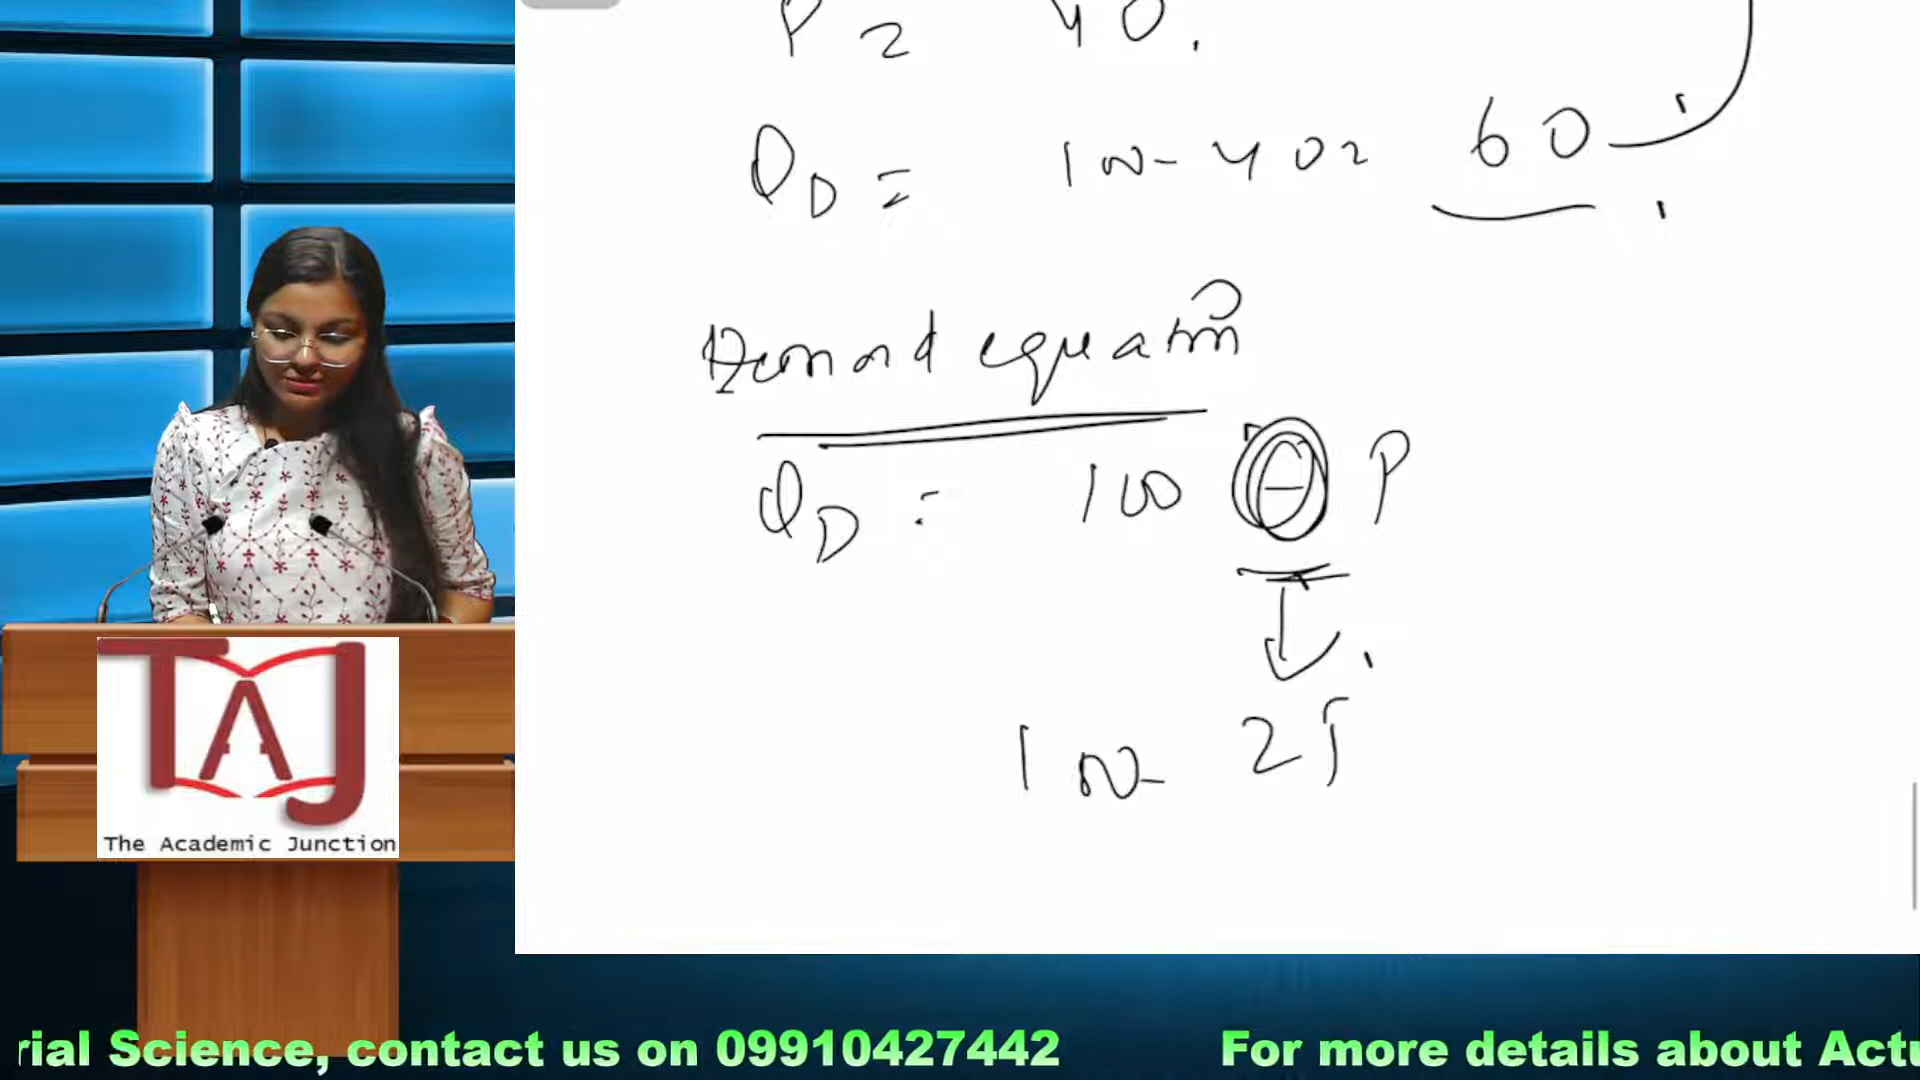 P = 40.
QD = 100 - 40 = 60
Demand equation
QD = 100 - P
100 - 25
TAJ
The Academic Junction
rial Science, contact us on 09910427442
For more details about Actu